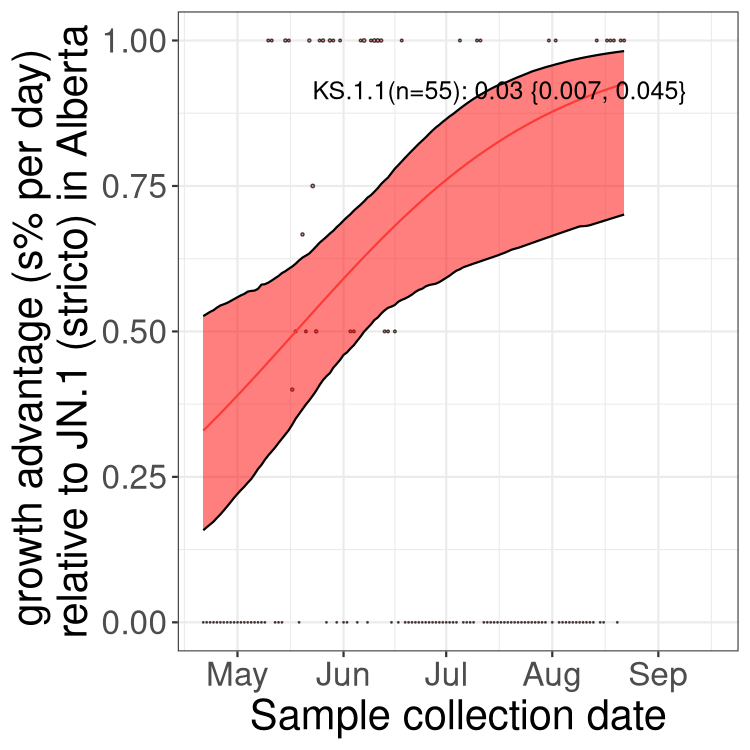 growth advantage (s% per day)
relative to JN.1 (stricto) in Alberta
1.00
0.75
0.50
0.25
0.00
KS.1.1(n=55): 0.03 {0.007, 0.045}
May Jun Jul Aug Sep
Sample collection date